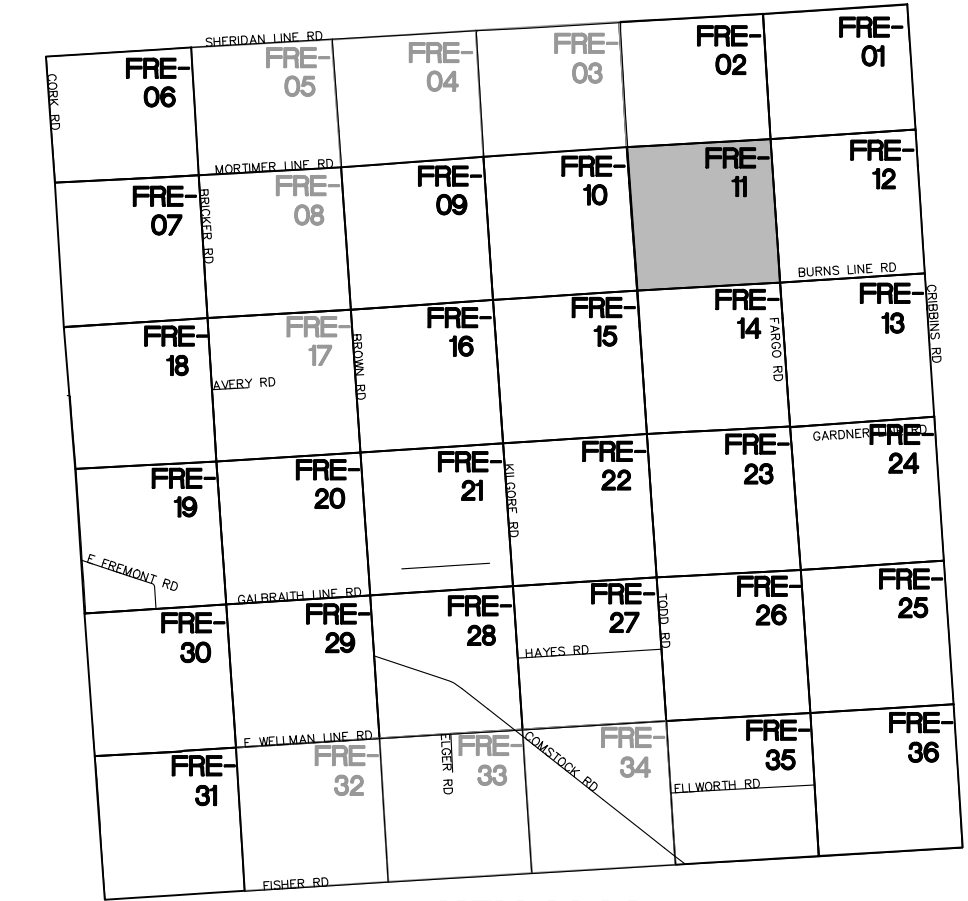 SHERIDAN LINE RD
FRE-
06
FRE-
05
FRE-
04
FRE-
03
FRE-
02
FRE-
01
CORK RD
MORTIMER LINE RD
FRE-
07
BRICKER RD
FRE-
08
FRE-
09
FRE-
10
FRE-
11
FRE-
12
BURNS LINE RD
FRE-
18
FRE-
17
AVERY RD
BROWN RD
FRE-
16
FRE-
15
FRE-
14
FARGO RD
FRE-
13
CRIBBINS RD
GARDNER LINE RD
FRE-
19
E FREMONT RD
FRE-
20
FRE-
21
KILGORE RD
FRE-
22
FRE-
23
FRE-
24
GALBRAITH LINE RD
FRE-
30
FRE-
29
FRE-
28
FRE-
27
HAYES RD
TODD RD
FRE-
26
FRE-
25
E WELLMAN LINE RD
FRE-
31
FRE-
32
ELGER RD
FRE-
33
COMSTOCK RD
FRE-
34
FRE-
35
ELLWORTH RD
FRE-
36
FISHER RD